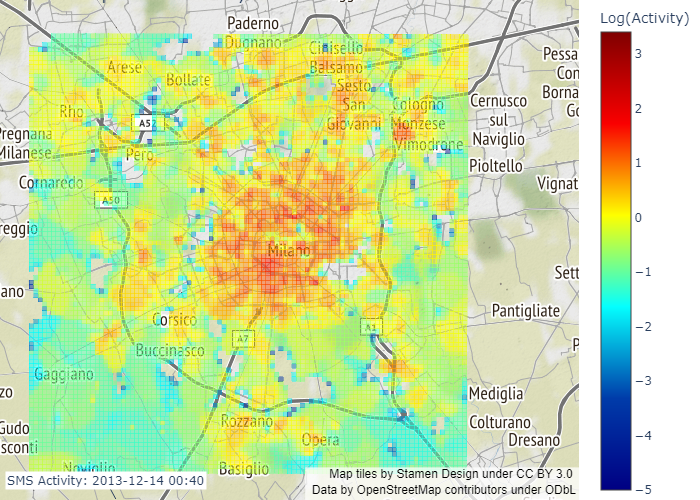 Log(Activity)
Paderno
Dugnano
Cinisello
Balsamo
Arese
Bollate
Sesto
San
Giovanni
Rho
A52
Cologno
Monzese
Vimodrone
Pero
Cernusco
sul
Naviglio
Pioltello
Pessa
Con
Borna
Go
Pregnana
Milanese
Cornaredo
A50
Vignat
reggio
Milano
Sett
ano
Corsico
A7
A1
Pantigliate
Buccinasco
P
Gaggiano
zo
Mediglia
Gudo
sconti
Rozzano
Opera
Colturano
Dresano
Noviglio
Basiglio
SMS Activity: 2013-12-14 00:40
Map tiles by Stamen Design under CC BY 3.0
Data by OpenStreetMap contributors under ODbL
3
2
1
0
−1
−2
−3
−4
−5